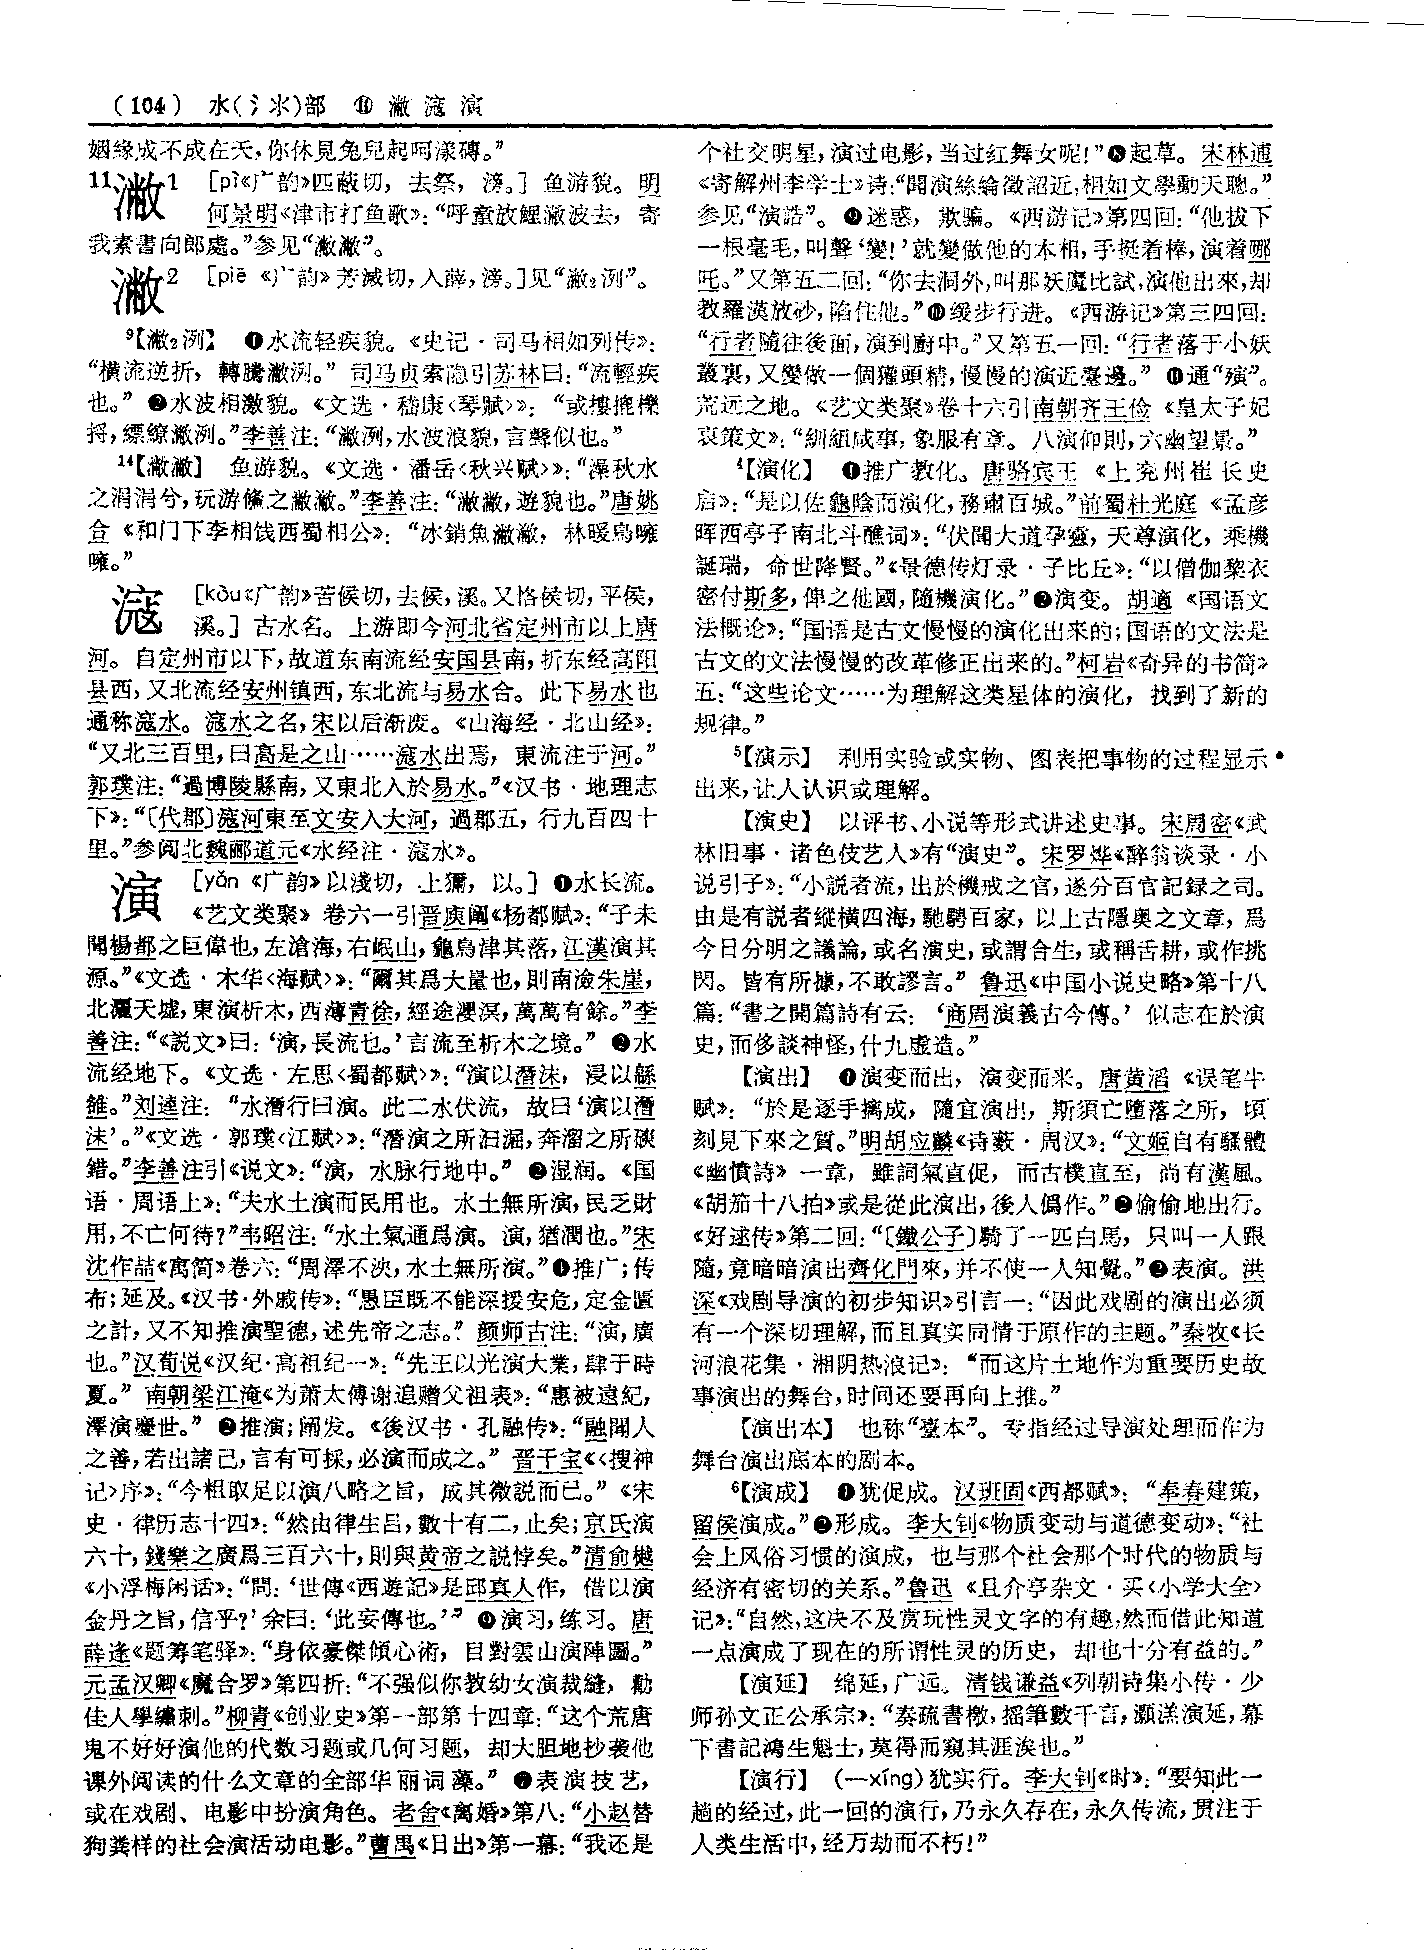 （104） 水(氵氺)部 ⑪ 潎 滱 演
姻緣成不成在天，你休見兔兒起呵漾磚。”
11潎1 [pì《广韵》匹蔽切，去祭，滂。] 鱼游貌。明
何景明《津市打鱼歌》：“呼童放鯉潎波去，寄
我素書向郎處。”参见“潎潎”。
潎2 [piē《广韵》芳滅切，入薛，滂。]见“潎2洌”。
9【潎2洌】 ❶水流轻疾貌。《史记·司马相如列传》：
“横流逆折，轉騰潎洌。” 司马贞索隐引苏林曰：“流輕疾
也。” ❷水波相激貌。《文选·嵇康〈琴赋〉》：“或摟㧰櫟
捋，縹繚潎洌。”李善注：“潎洌，水波浪貌，言聲似也。”
14【潎潎】 鱼游貌。《文选·潘岳〈秋兴赋〉》：“澡秋水
之涓涓兮，玩游鯈之潎潎。”李善注：“潎潎，遊貌也。”唐姚
合《和门下李相饯西蜀相公》：“冰銷魚潎潎，林暖鳥嚶
嚶。”
滱 [kòu《广韵》苦候切，去候，溪。又恪侯切，平侯，
溪。] 古水名。上游即今河北省定州市以上唐
河。自定州市以下，故道东南流经安国县南，折东经高阳
县西，又北流经安州镇西，东北流与易水合。此下易水也
通称滱水。滱水之名，宋以后渐废。《山海经·北山经》：
“又北三百里，曰高是之山……滱水出焉，東流注于河。”
郭璞注：“過博陵縣南，又東北入於易水。”《汉书·地理志
下》：“〔代郡〕滱河東至文安入大河，過郡五，行九百四十
里。”参阅北魏郦道元《水经注·滱水》。
演 [yǎn《广韵》以淺切，上獮，以。] ❶水长流。
《艺文类聚》卷六一引晋庾阐《杨都赋》：“子未
聞楊都之巨偉也，左滄海，右岷山，龜鳥津其落，江漢演其
源。”《文选·木华〈海赋〉》：“爾其爲大量也，則南澰朱崖，
北灑天墟，東演析木，西薄青徐，經途瀴溟，萬萬有餘。”李
善注：“《説文》曰：‘演，長流也。’言流至析木之境。” ❷水
流经地下。《文选·左思〈蜀都赋〉》：“演以潛沬，浸以緜
雒。”刘逵注：“水潛行曰演。此二水伏流，故曰‘演以潛
沬’。”《文选·郭璞〈江赋〉》：“潛演之所汩淈，奔溜之所磢
錯。”李善注引《说文》：“演，水脉行地中。” ❸湿润。《国
语·周语上》：“夫水土演而民用也。水土無所演，民乏財
用，不亡何待？”韦昭注：“水土氣通爲演。演，猶潤也。”宋
沈作喆《寓简》卷六：“周澤不泱，水土無所演。”❹推广；传
布；延及。《汉书·外戚传》：“愚臣既不能深援安危，定金匱
之計，又不知推演聖德，述先帝之志。”颜师古注：“演，廣
也。”汉荀悦《汉纪·高祖纪一》：“先王以光演大業，肆于時
夏。” 南朝梁江淹《为萧太傅谢追赠父祖表》：“惠被遠紀，
澤演慶世。” ❺推演；阐发。《後汉书·孔融传》：“融聞人
之善，若出諸己，言有可採，必演而成之。” 晋干宝《〈搜神
记〉序》：“今粗取足以演八略之旨，成其微説而已。”《宋
史·律历志十四》：“然由律生吕，數十有二，止矣；京氏演
六十，錢樂之廣爲三百六十，則與黄帝之説悖矣。”清俞樾
《小浮梅闲话》：“問：‘世傳《西遊記》是邱真人作，借以演
金丹之旨，信乎？’余曰：‘此妄傳也。’” ❻演习，练习。唐
薛逢《题筹笔驿》：“身依豪傑傾心術，目對雲山演陣圖。”
元孟汉卿《魔合罗》第四折：“不强似你教幼女演裁縫，勸
佳人學繡刺。”柳青《创业史》第一部第十四章：“这个荒唐
鬼不好好演他的代数习题或几何习题，却大胆地抄袭他
课外阅读的什么文章的全部华丽词藻。” ❼表演技艺，
或在戏剧、电影中扮演角色。老舍《离婚》第八：“小赵替
狗粪样的社会演活动电影。”曹禺《日出》第一幕：“我还是
个社交明星，演过电影，当过红舞女呢！”❽起草。宋林逋
《寄解州李学士》诗：“閒演絲綸徵詔近，相如文學動天聰。”
参见“演誥”。❾迷惑，欺骗。《西游记》第四回：“他拔下
一根毫毛，叫聲‘變！’就變做他的本相，手挺着棒，演着哪
吒。”又第五二回：“你去洞外，叫那妖魔比試，演他出來，却
教羅漢放砂，陷住他。”❿缓步行进。《西游记》第三四回：
“行者隨往後面，演到廚中。”又第五一回：“行者落于小妖
叢裏，又變做一個獾頭精，慢慢的演近臺邊。” ⓫通“殥”。
荒远之地。《艺文类聚》卷十六引南朝齐王俭《皇太子妃
哀策文》：“紃組成事，象服有章。八演仰則，六幽望景。”
4【演化】 ❶推广教化。唐骆宾王《上兖州崔长史
启》：“是以佐龜陰而演化，務肅百城。”前蜀杜光庭《孟彦
晖西亭子南北斗醮词》：“伏聞大道孕靈，天尊演化，乘機
誕瑞，命世降賢。”《景德传灯录·子比丘》：“以僧伽黎衣
密付斯多，俾之他國，隨機演化。”❷演变。胡適《国语文
法概论》：“国语是古文慢慢的演化出来的；国语的文法是
古文的文法慢慢的改革修正出来的。”柯岩《奇异的书简》
五：“这些论文……为理解这类星体的演化，找到了新的
规律。”
5【演示】 利用实验或实物、图表把事物的过程显示
出来，让人认识或理解。
【演史】 以评书、小说等形式讲述史事。宋周密《武
林旧事·诸色伎艺人》有“演史”。宋罗烨《醉翁谈录·小
说引子》：“小説者流，出於機戒之官，遂分百官記録之司。
由是有説者縱横四海，馳騁百家，以上古隱奥之文章，爲
今日分明之議論，或名演史，或謂合生，或稱舌耕，或作挑
閃。皆有所據，不敢謬言。” 鲁迅《中国小说史略》第十八
篇：“書之開篇詩有云：‘商周演義古今傳。’似志在於演
史，而侈談神怪，什九虚造。”
【演出】 ❶演变而出，演变而来。唐黄滔《误笔牛
赋》：“於是逐手擒成，隨宜演出，斯須亡墮落之所，頃
刻見下來之質。”明胡应麟《诗薮·周汉》：“文姬自有騷體
《幽憤詩》一章，雖詞氣直促，而古樸真至，尚有漢風。
《胡笳十八拍》或是從此演出，後人僞作。”❷偷偷地出行。
《好逑传》第二回：“〔鐵公子〕騎了一匹白馬，只叫一人跟
隨，竟暗暗演出齊化門來，并不使一人知覺。”❸表演。洪
深《戏剧导演的初步知识》引言一：“因此戏剧的演出必须
有一个深切理解，而且真实同情于原作的主题。”秦牧《长
河浪花集·湘阴热浪记》：“而这片土地作为重要历史故
事演出的舞台，时间还要再向上推。”
【演出本】 也称“臺本”。专指经过导演处理而作为
舞台演出底本的剧本。
6【演成】 ❶犹促成。汉班固《西都赋》：“奉春建策，
留侯演成。”❷形成。李大钊《物质变动与道德变动》：“社
会上风俗习惯的演成，也与那个社会那个时代的物质与
经济有密切的关系。”鲁迅《且介亭杂文·买〈小学大全〉
记》：“自然，这决不及赏玩性灵文字的有趣，然而借此知道
一点演成了现在的所谓性灵的历史，却也十分有益的。”
【演延】 绵延，广远。清钱谦益《列朝诗集小传·少
师孙文正公承宗》：“奏疏書檄，摇筆數千言，灝溔演延，幕
下書記鴻生魁士，莫得而窺其涯涘也。”
【演行】 (—xíng)犹实行。李大钊《时》：“要知此一
趟的经过，此一回的演行，乃永久存在，永久传流，贯注于
人类生活中，经万劫而不朽！”